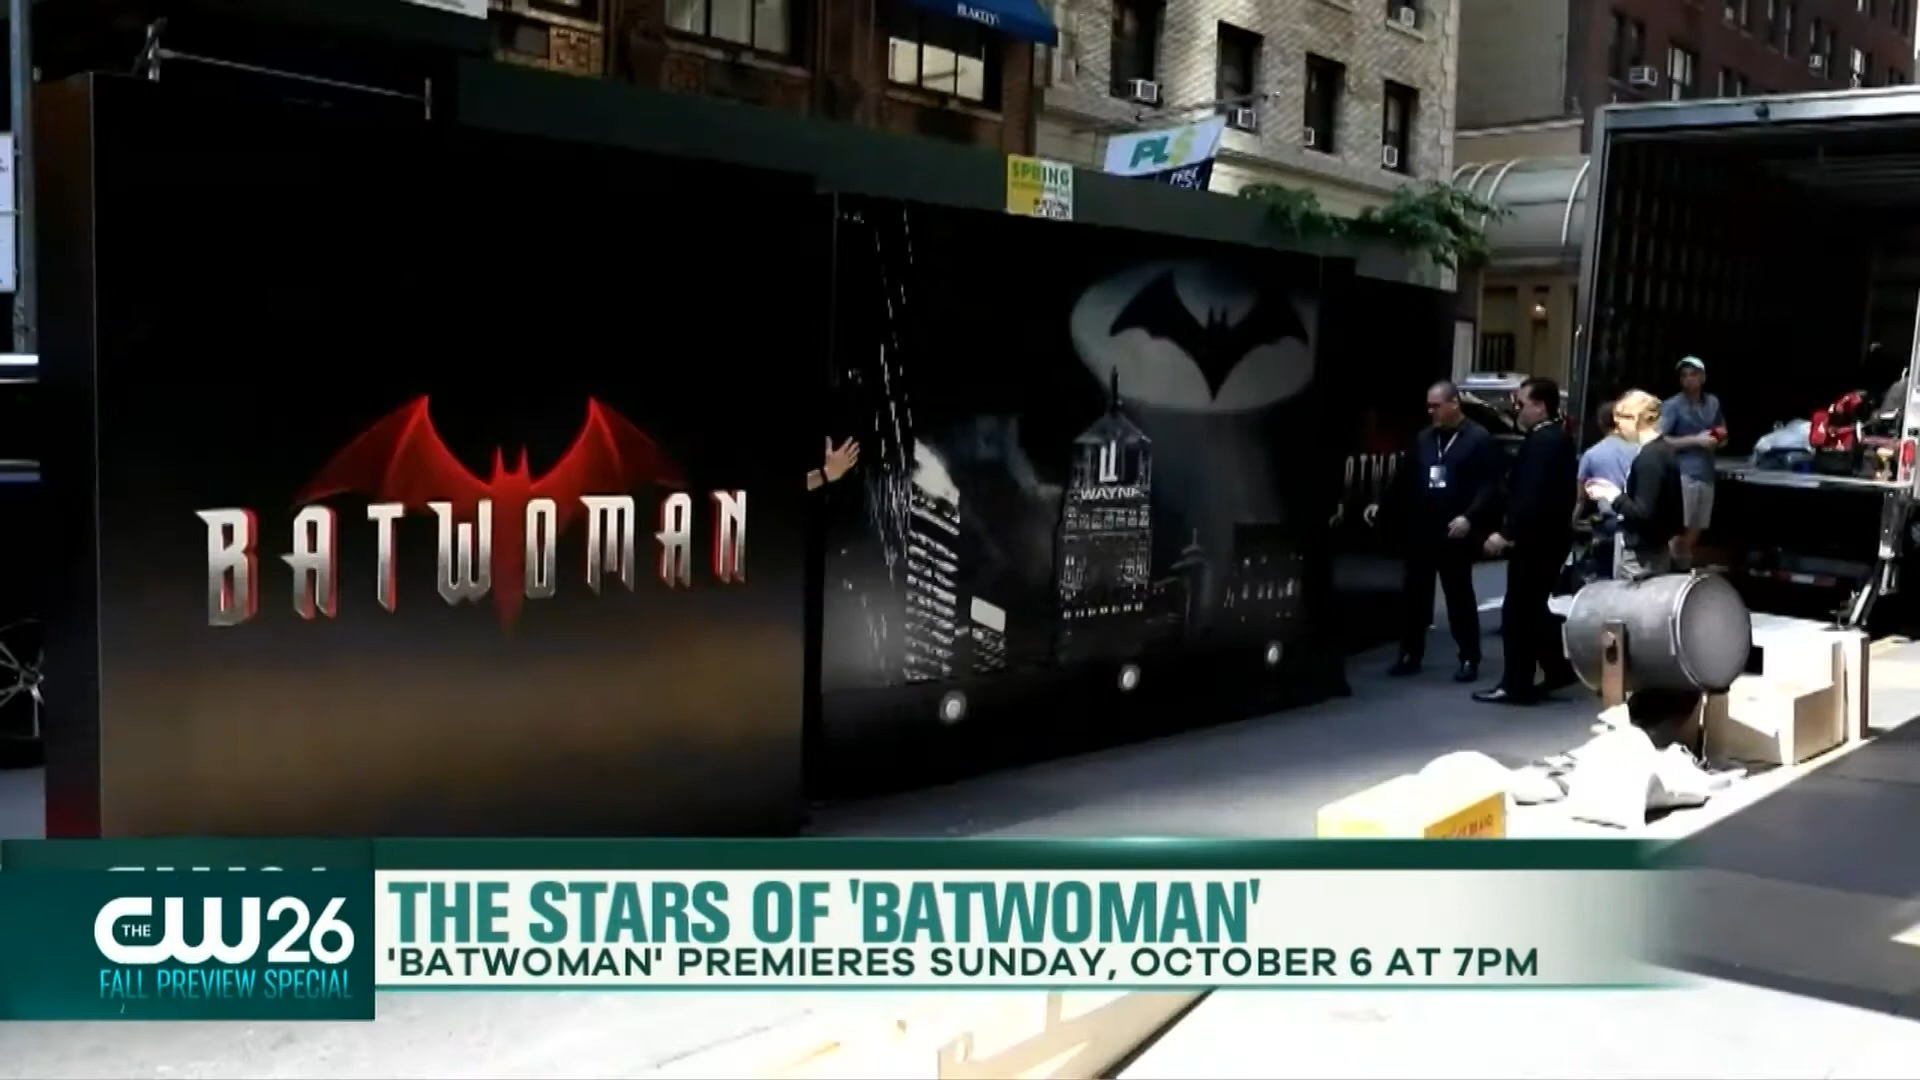 BLAKELY
SPRING
BATWOMAN
WAYNE
THE CW26
FALL PREVIEW SPECIAL
THE STARS OF 'BATWOMAN'
'BATWOMAN' PREMIERES SUNDAY, OCTOBER 6 AT 7PM